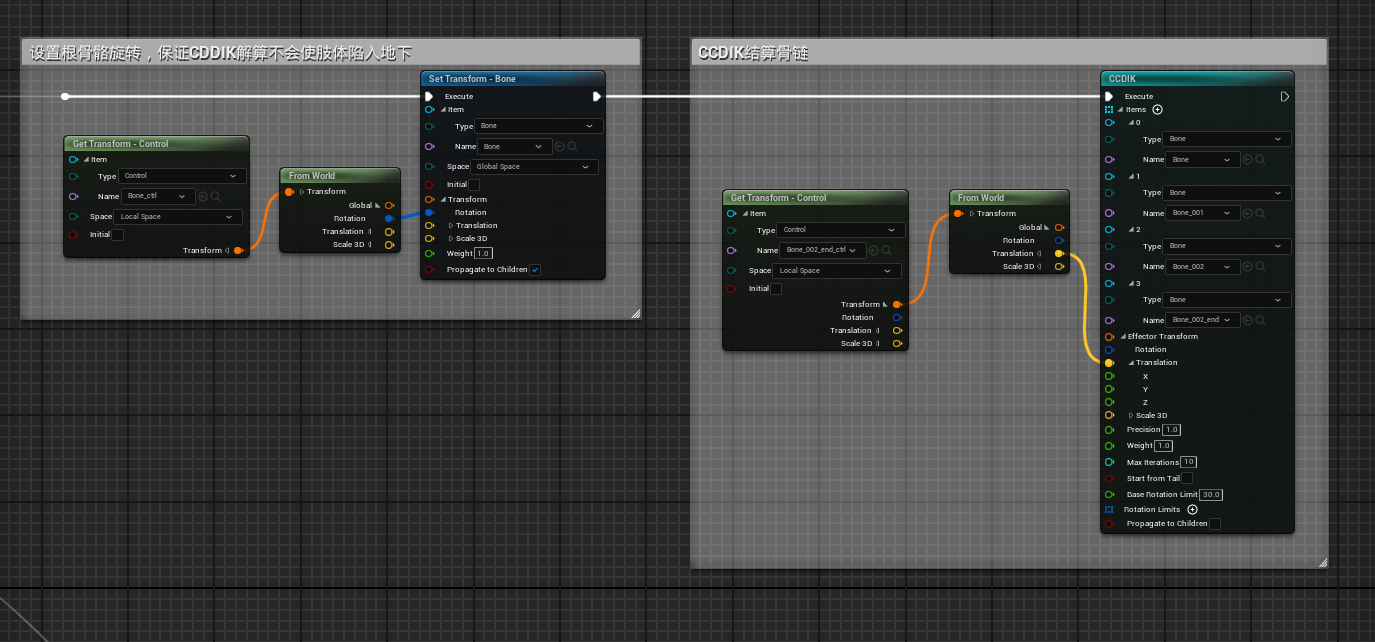 设置根骨骼旋转，保证CDDIK解算不会使肢体陷入地下
Set Transform - Bone
Execute
Item
Type Bone
Name Bone
Space Global Space
Initial
Transform
Rotation
Translation
Scale 3D
Weight 1.0
Propagate to Children
Get Transform - Control
Item
Type Control
Name Bone_ctrl
Space Local Space
Initial
Transform
From World
Transform
Global
Rotation
Translation
Scale 3D
CCDIK结算骨链
Get Transform - Control
Item
Type Control
Name Bone_002_end_ctrl
Space Local Space
Initial
Transform
Rotation
Translation
Scale 3D
From World
Transform
Global
Rotation
Translation
Scale 3D
CCDIK
Execute
Items
0
Type Bone
Name Bone
1
Type Bone
Name Bone_001
2
Type Bone
Name Bone_002
3
Type Bone
Name Bone_002_end
Effector Transform
Rotation
Translation
X
Y
Z
Scale 3D
Precision 1.0
Weight 1.0
Max Iterations 10
Start from Tail
Base Rotation Limit 30.0
Rotation Limits
Propagate to Children